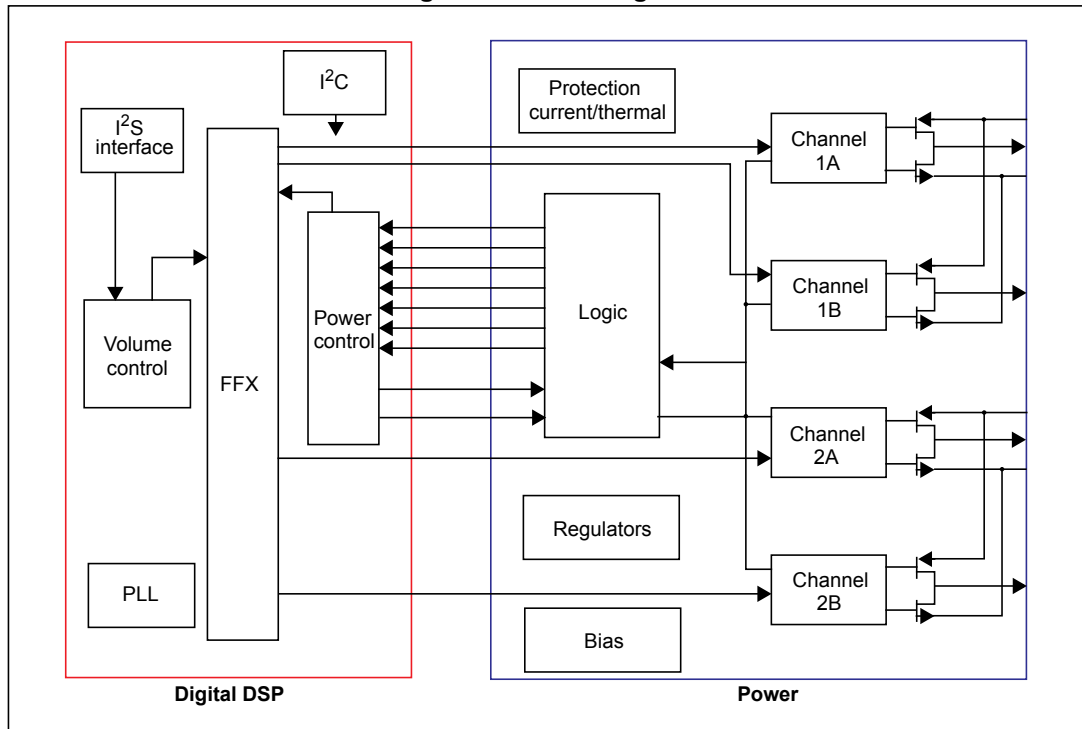 I²C
I²S
interface
Volume
control
FFX
Power
control
PLL
Digital DSP
Protection
current/thermal
Logic
Regulators
Bias
Channel
1A
Channel
1B
Channel
2A
Channel
2B
Power